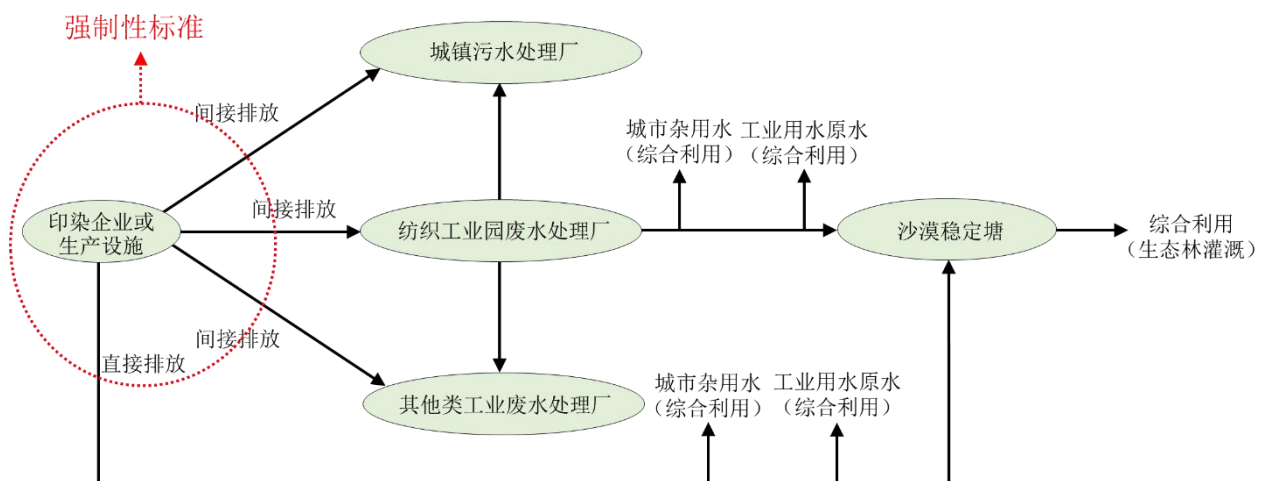 强制性标准
城镇污水处理厂
间接排放
城市杂用水
（综合利用）
工业用水原水
（综合利用）
印染企业或
生产设施
间接排放
纺织工业园废水处理厂
沙漠稳定塘
综合利用
（生态林灌溉）
间接排放
直接排放
其他类工业废水处理厂
城市杂用水
（综合利用）
工业用水原水
（综合利用）